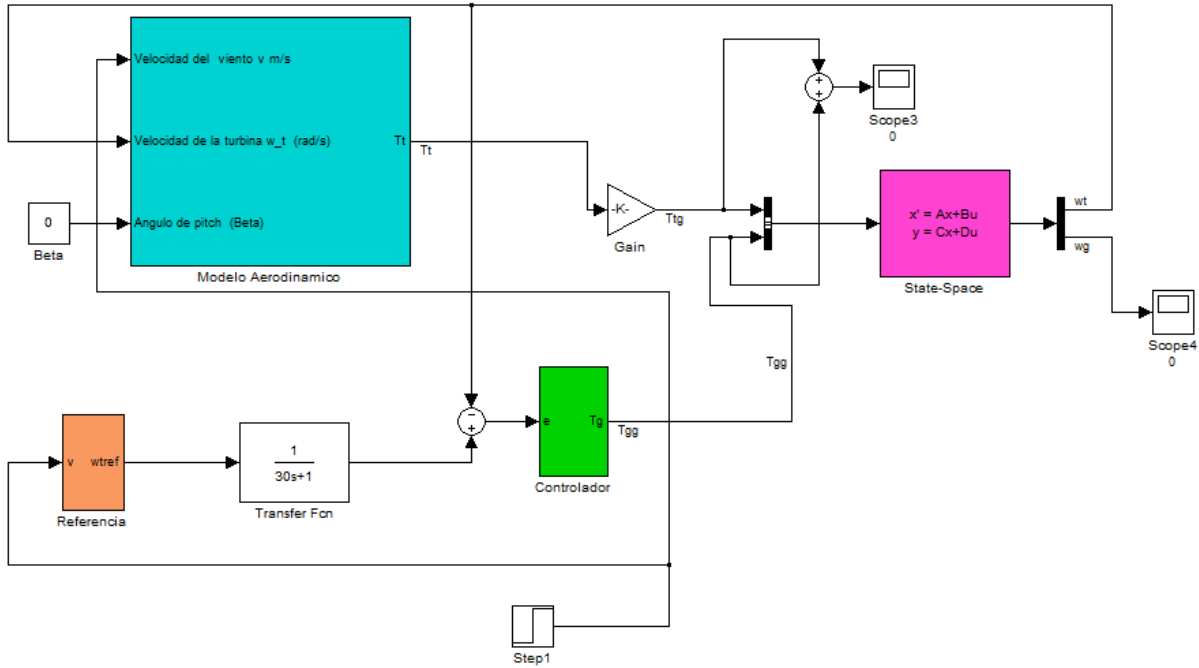 Velocidad del viento v m/s
Velocidad de la turbina w_t (rad/s)
Tt
Tt
0
Beta
Angulo de pitch (Beta)
Modelo Aerodinamico
-K-
Gain
Ttg
+
+
Scope3
0
x' = Ax+Bu
y = Cx+Du
State-Space
wt
wg
Scope4
0
Tgg
v wtref
Referencia
1
30s+1
Transfer Fcn
−
+
e Tg
Tgg
Controlador
Step1